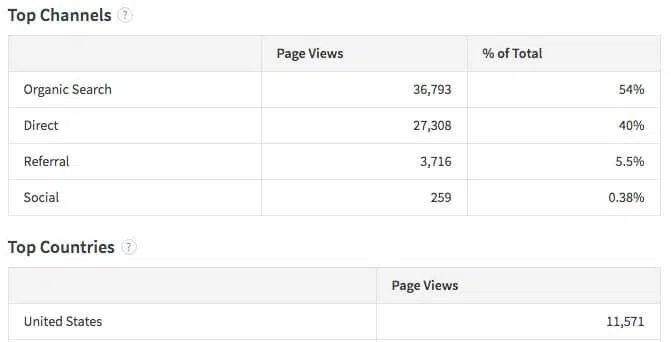 Top Channels ?
Page Views % of Total
Organic Search 36,793 54%
Direct 27,308 40%
Referral 3,716 5.5%
Social 259 0.38%
Top Countries ?
Page Views
United States 11,571